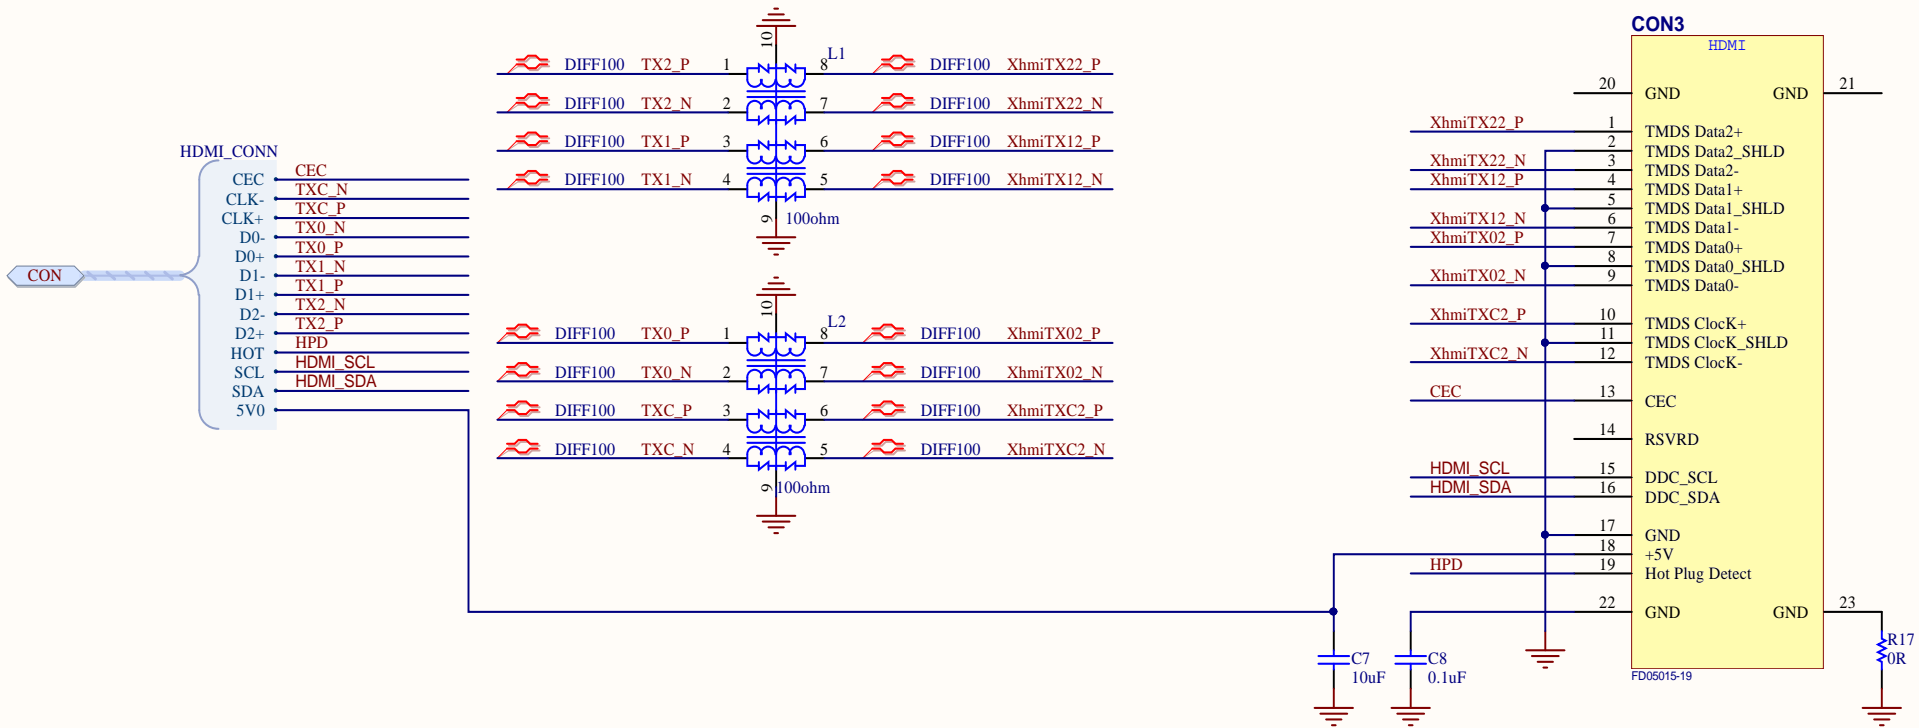 CON
HDMI_CONN
CEC CEC
CLK- TXC_N
CLK+ TXC_P
D0- TX0_N
D0+ TX0_P
D1- TX1_N
D1+ TX1_P
D2- TX2_N
D2+ TX2_P
HOT HPD
SCL HDMI_SCL
SDA HDMI_SDA
5V0
10
L1
DIFF100 TX2_P 1 8 DIFF100 XhmiTX22_P
DIFF100 TX2_N 2 7 DIFF100 XhmiTX22_N
DIFF100 TX1_P 3 6 DIFF100 XhmiTX12_P
DIFF100 TX1_N 4 5 DIFF100 XhmiTX12_N
9 100ohm
10
L2
DIFF100 TX0_P 1 8 DIFF100 XhmiTX02_P
DIFF100 TX0_N 2 7 DIFF100 XhmiTX02_N
DIFF100 TXC_P 3 6 DIFF100 XhmiTXC2_P
DIFF100 TXC_N 4 5 DIFF100 XhmiTXC2_N
9 100ohm
CON3
HDMI
20 GND GND 21
XhmiTX22_P 1 TMDS Data2+
2 TMDS Data2_SHLD
XhmiTX22_N 3 TMDS Data2-
XhmiTX12_P 4 TMDS Data1+
5 TMDS Data1_SHLD
XhmiTX12_N 6 TMDS Data1-
XhmiTX02_P 7 TMDS Data0+
8 TMDS Data0_SHLD
XhmiTX02_N 9 TMDS Data0-
XhmiTXC2_P 10 TMDS ClocK+
11 TMDS ClocK_SHLD
XhmiTXC2_N 12 TMDS ClocK-
CEC 13 CEC
14 RSVRD
HDMI_SCL 15 DDC_SCL
HDMI_SDA 16 DDC_SDA
17 GND
18 +5V
HPD 19 Hot Plug Detect
22 GND GND 23
C7
10uF
C8
0.1uF
R17
0R
FD05015-19